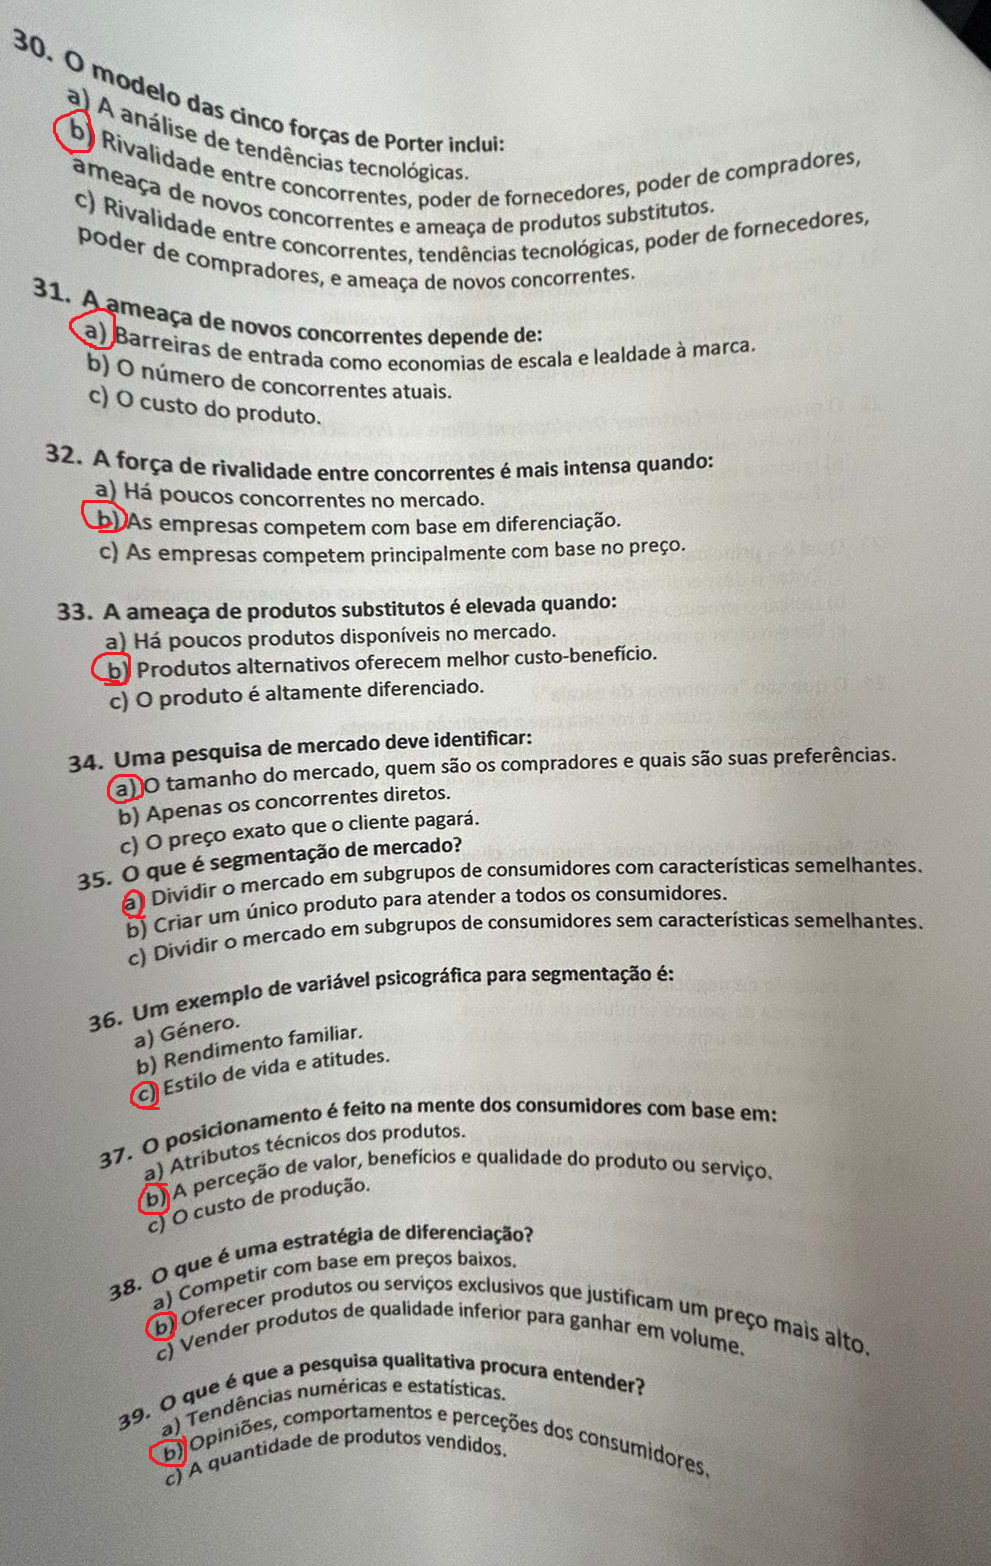 30. O modelo das cinco forças de Porter inclui:
a) A análise de tendências tecnológicas.
b) Rivalidade entre concorrentes, poder de fornecedores, poder de compradores,
ameaça de novos concorrentes e ameaça de produtos substitutos.
c) Rivalidade entre concorrentes, tendências tecnológicas, poder de fornecedores,
poder de compradores, e ameaça de novos concorrentes.
31. A ameaça de novos concorrentes depende de:
a) Barreiras de entrada como economias de escala e lealdade à marca.
b) O número de concorrentes atuais.
c) O custo do produto.
32. A força de rivalidade entre concorrentes é mais intensa quando:
a) Há poucos concorrentes no mercado.
b) As empresas competem com base em diferenciação.
c) As empresas competem principalmente com base no preço.
33. A ameaça de produtos substitutos é elevada quando:
a) Há poucos produtos disponíveis no mercado.
b) Produtos alternativos oferecem melhor custo-benefício.
c) O produto é altamente diferenciado.
34. Uma pesquisa de mercado deve identificar:
a) O tamanho do mercado, quem são os compradores e quais são suas preferências.
b) Apenas os concorrentes diretos.
c) O preço exato que o cliente pagará.
35. O que é segmentação de mercado?
a) Dividir o mercado em subgrupos de consumidores com características semelhantes.
b) Criar um único produto para atender a todos os consumidores.
c) Dividir o mercado em subgrupos de consumidores sem características semelhantes.
36. Um exemplo de variável psicográfica para segmentação é:
a) Género.
b) Rendimento familiar.
c) Estilo de vida e atitudes.
37. O posicionamento é feito na mente dos consumidores com base em:
a) Atributos técnicos dos produtos.
b) A perceção de valor, benefícios e qualidade do produto ou serviço.
c) O custo de produção.
38. O que é uma estratégia de diferenciação?
a) Competir com base em preços baixos.
b) Oferecer produtos ou serviços exclusivos que justificam um preço mais alto.
c) Vender produtos de qualidade inferior para ganhar em volume.
39. O que é que a pesquisa qualitativa procura entender?
a) Tendências numéricas e estatísticas.
b) Opiniões, comportamentos e perceções dos consumidores.
c) A quantidade de produtos vendidos.